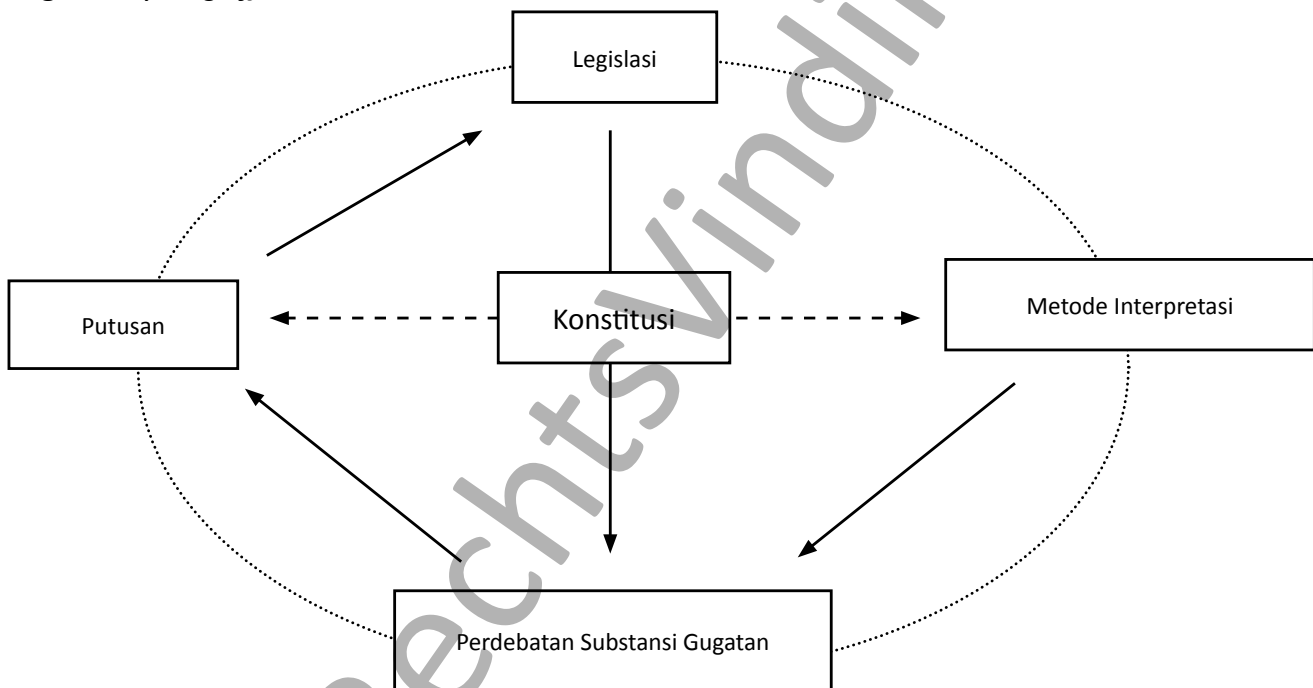 Legislasi
Putusan
Konstitusi
Metode Interpretasi
Perdebatan Substansi Gugatan